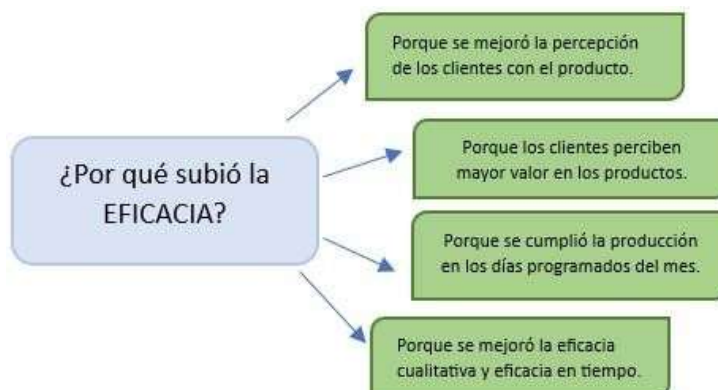 ¿Por qué subió la
EFICACIA?
Porque se mejoró la percepción
de los clientes con el producto.
Porque los clientes perciben
mayor valor en los productos.
Porque se cumplió la producción
en los días programados del mes.
Porque se mejoró la eficacia
cualitativa y eficacia en tiempo.